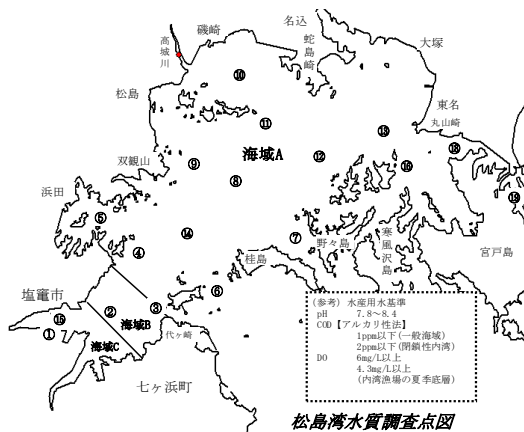 名込
磯崎
蛇島崎
大塚
高城川
⑩
松島
東名
丸山崎
⑪
⑬
⑱
双観山
⑨
海域A
⑫
⑯
⑧
浜田
⑲
⑤
⑭
⑦
野々島
寒風沢島
宮戸島
④
桂島
塩竈市
⑥
②
③
海域B
⑮
①
代ヶ崎
海域C
七ヶ浜町
(参考) 水産用水基準
pH 7.8~8.4
COD【アルカリ性法】
1ppm以下(一般海域)
2ppm以下(閉鎖性内湾)
DO 6mg/L以上
4.3mg/L以上
(内湾漁場の夏季底層)
松島湾水質調査点図